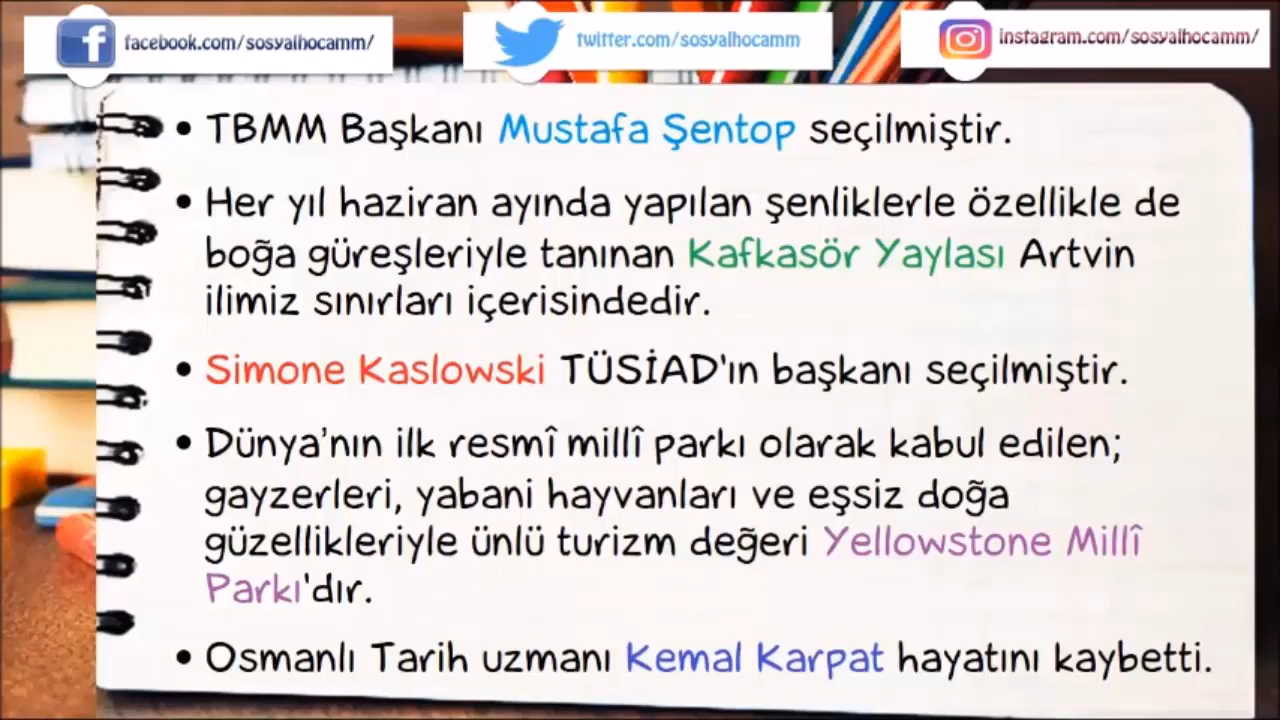 facebook.com/sosyalhocamm/
twitter.com/sosyalhocamm
instagram.com/sosyalhocamm/
• TBMM Başkanı Mustafa Şentop seçilmiştir.
• Her yıl haziran ayında yapılan şenliklerle özellikle de
boğa güreşleriyle tanınan Kafkasör Yaylası Artvin
ilimiz sınırları içerisindedir.
• Simone Kaslowski TÜSİAD'ın başkanı seçilmiştir.
• Dünya’nın ilk resmî millî parkı olarak kabul edilen;
gayzerleri, yabani hayvanları ve eşsiz doğa
güzellikleriyle ünlü turizm değeri Yellowstone Millî
Parkı'dır.
• Osmanlı Tarih uzmanı Kemal Karpat hayatını kaybetti.